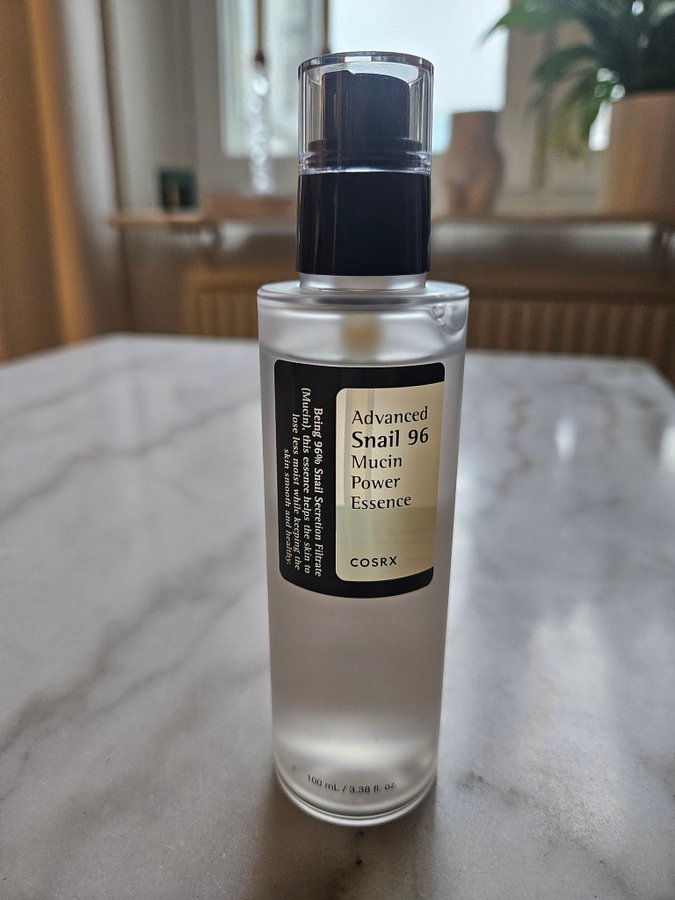 Advanced
Snail 96
Mucin
Power
Essence
COSRX
Being 96% Snail Secretion Filtrate
(Mucin), this essence helps the skin to
lose less moist while keeping the
skin smooth and healthy.
100 mL / 3.38 fl. oz.